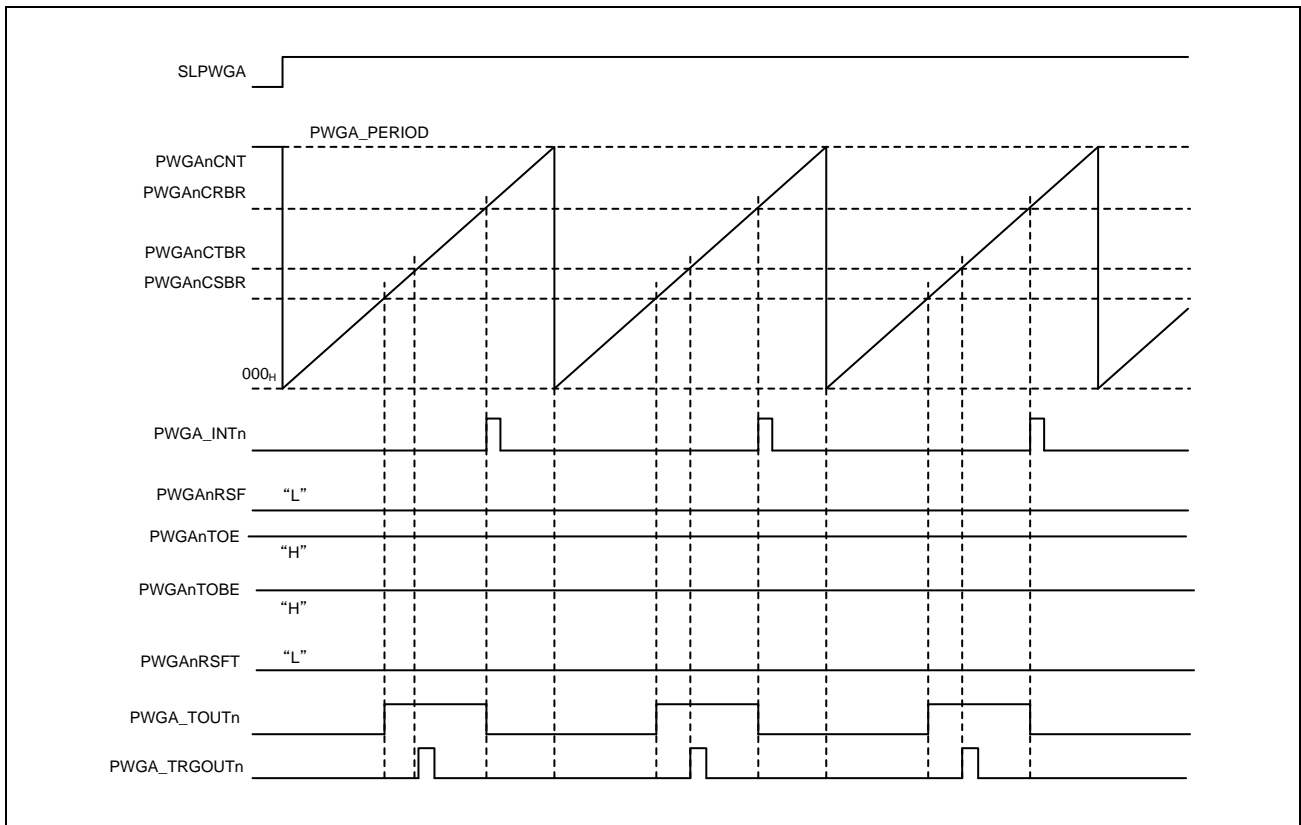 SLPWGA
PWGA_PERIOD
PWGAnCNT
PWGAnCRBR
PWGAnCTBR
PWGAnCSBR
000H
PWGA_INTn
PWGAnRSF “L”
PWGAnTOE
“H”
PWGAnTOBE
“H”
PWGAnRSFT “L”
PWGA_TOUTn
PWGA_TRGOUTn